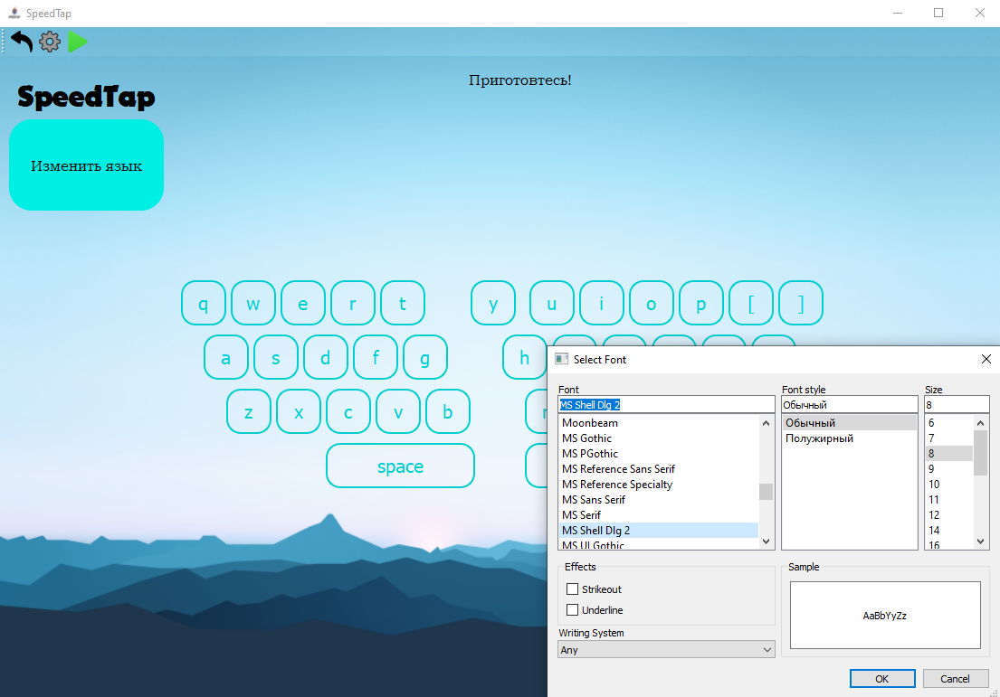 SpeedTap
Приготовтесь!
SpeedTap
Изменить язык
q w e r t y u i o p [ ]
a s d f g h
z x c v b
space
Select Font
Font
Font style
Size
MS Shell Dlg 2
Обычный
8
Moonbeam
MS Gothic
MS PGothic
MS Reference Sans Serif
MS Reference Specialty
MS Sans Serif
MS Serif
MS Shell Dlg 2
MS UI Gothic
Обычный
Полужирный
6
7
8
9
10
11
12
14
16
Effects
Strikeout
Underline
Sample
AaBbYyZz
Writing System
Any
OK
Cancel